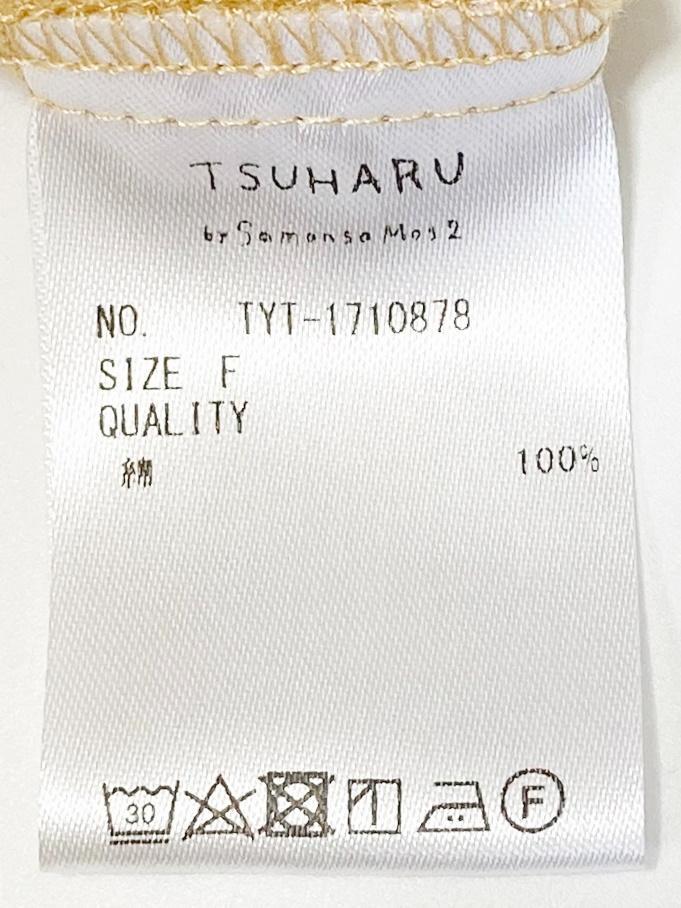 TSUHARU
by Samansa Mos2
NO. TYT-1710878
SIZE F
QUALITY
綿 100%
30 F